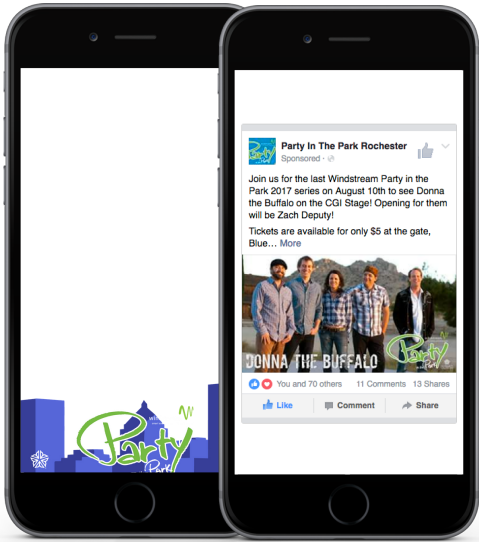 Party
Park
Party In The Park Rochester
Sponsored ·
Join us for the last Windstream Party in the
Park 2017 series on August 10th to see Donna
the Buffalo on the CGI Stage! Opening for them
will be Zach Deputy!
Tickets are available for only $5 at the gate,
Blue... More
Party
DONNA THE BUFFALO
Party
Park
You and 70 others 11 Comments 13 Shares
Like Comment Share